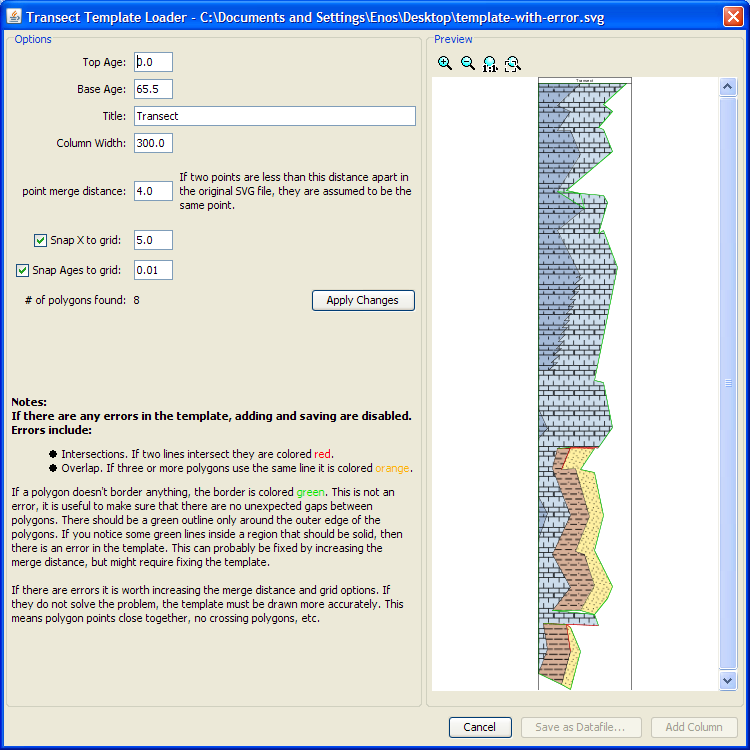 Transect Template Loader - C:\Documents and Settings\Enos\Desktop\template-with-error.svg
Options
Top Age: 0.0
Base Age: 65.5
Title: Transect
Column Width: 300.0
point merge distance: 4.0
If two points are less than this distance apart in
the original SVG file, they are assumed to be the
same point.
Snap X to grid: 5.0
Snap Ages to grid: 0.01
# of polygons found: 8
Apply Changes
Notes:
If there are any errors in the template, adding and saving are disabled.
Errors include:
Intersections. If two lines intersect they are colored red.
Overlap. If three or more polygons use the same line it is colored orange.
If a polygon doesn't border anything, the border is colored green. This is not an
error, it is useful to make sure that there are no unexpected gaps between
polygons. There should be a green outline only around the outer edge of the
polygons. If you notice some green lines inside a region that should be solid, then
there is an error in the template. This can probably be fixed by increasing the
merge distance, but might require fixing the template.
If there are errors it is worth increasing the merge distance and grid options. If
they do not solve the problem, the template must be drawn more accurately. This
means polygon points close together, no crossing polygons, etc.
Preview
1:1
Transect
Cancel
Save as Datafile...
Add Column